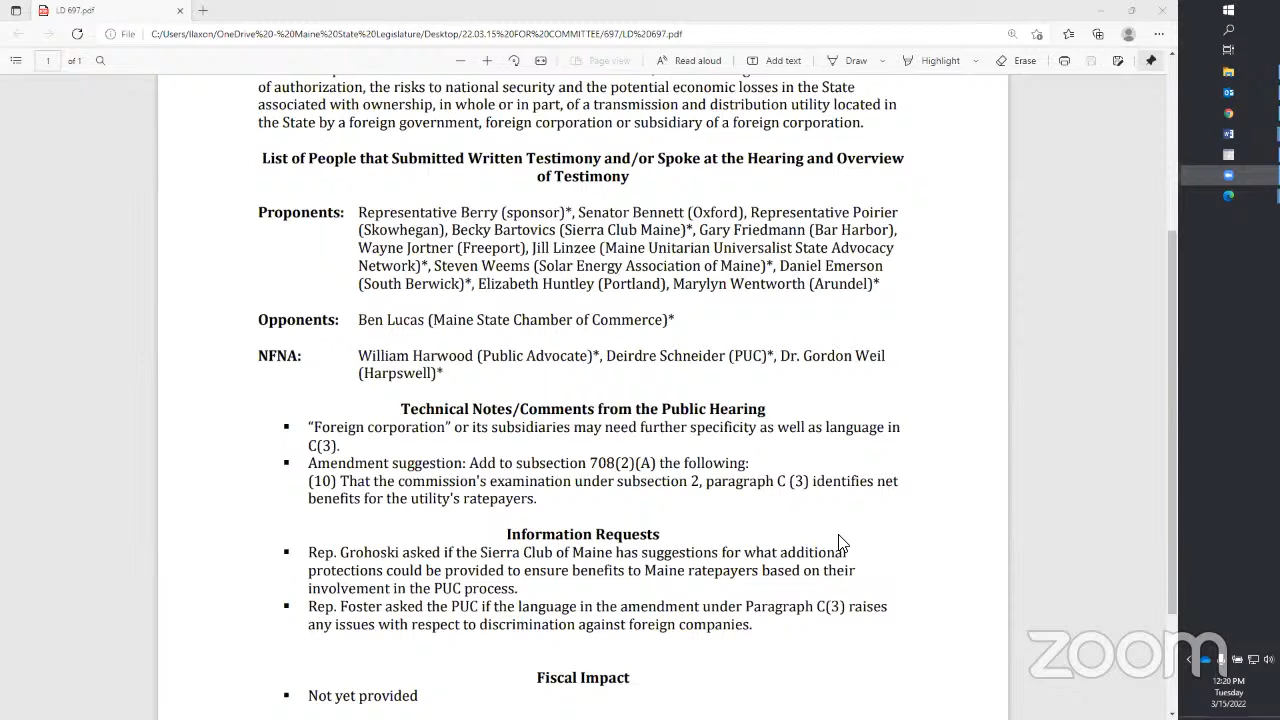 LD 697.pdf
File
C:/Users/llaxon/OneDrive%20-%20Maine%20State%20Legislature/Desktop/22.03.15%20FOR%20COMMITTEE/697/LD%20697.pdf
1 of 1
Page view
Read aloud
Add text
Draw
Highlight
Erase
of authorization, the risks to national security and the potential economic losses in the State
associated with ownership, in whole or in part, of a transmission and distribution utility located in
the State by a foreign government, foreign corporation or subsidiary of a foreign corporation.
List of People that Submitted Written Testimony and/or Spoke at the Hearing and Overview
of Testimony
Proponents: Representative Berry (sponsor)*, Senator Bennett (Oxford), Representative Poirier
(Skowhegan), Becky Bartovics (Sierra Club Maine)*, Gary Friedmann (Bar Harbor),
Wayne Jortner (Freeport), Jill Linzee (Maine Unitarian Universalist State Advocacy
Network)*, Steven Weems (Solar Energy Association of Maine)*, Daniel Emerson
(South Berwick)*, Elizabeth Huntley (Portland), Marylyn Wentworth (Arundel)*
Opponents: Ben Lucas (Maine State Chamber of Commerce)*
NFNA: William Harwood (Public Advocate)*, Deirdre Schneider (PUC)*, Dr. Gordon Weil
(Harpswell)*
Technical Notes/Comments from the Public Hearing
▪ “Foreign corporation” or its subsidiaries may need further specificity as well as language in
C(3).
▪ Amendment suggestion: Add to subsection 708(2)(A) the following:
(10) That the commission's examination under subsection 2, paragraph C (3) identifies net
benefits for the utility's ratepayers.
Information Requests
▪ Rep. Grohoski asked if the Sierra Club of Maine has suggestions for what additional
protections could be provided to ensure benefits to Maine ratepayers based on their
involvement in the PUC process.
▪ Rep. Foster asked the PUC if the language in the amendment under Paragraph C(3) raises
any issues with respect to discrimination against foreign companies.
Fiscal Impact
▪ Not yet provided
zoom
12:20 PM
Tuesday
3/15/2022